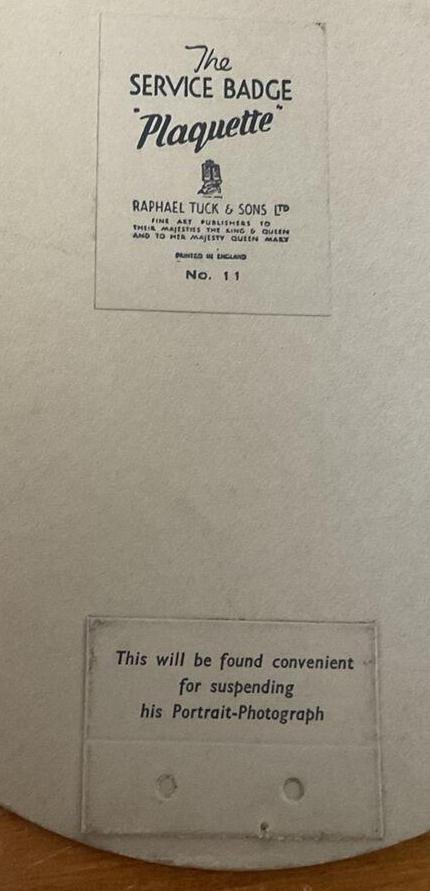 The
SERVICE BADGE
"Plaquette"
RAPHAEL TUCK & SONS LTD
FINE ART PUBLISHERS TO
THEIR MAJESTIES THE KING & QUEEN
AND TO HER MAJESTY QUEEN MARY
PRINTED IN ENGLAND
No. 11
This will be found convenient
for suspending
his Portrait-Photograph